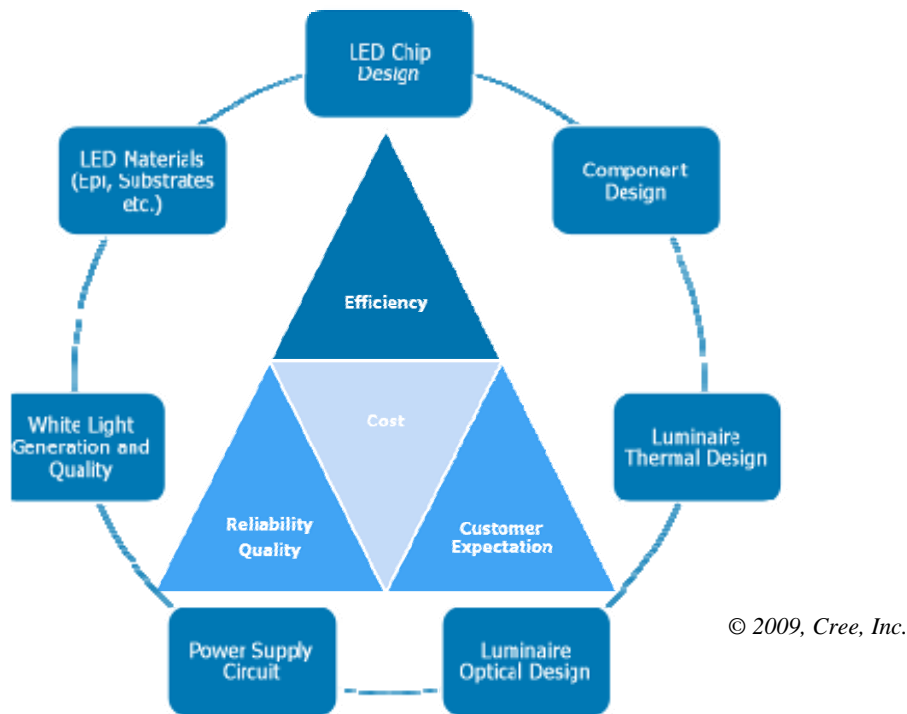 LED Chip
Design
LED Materials
(Epi, Substrates
etc.)
Component
Design
Efficiency
Cost
White Light
Generation and
Quality
Luminaire
Thermal Design
Reliability
Quality
Customer
Expectation
© 2009, Cree, Inc.
Power Supply
Circuit
Luminaire
Optical Design